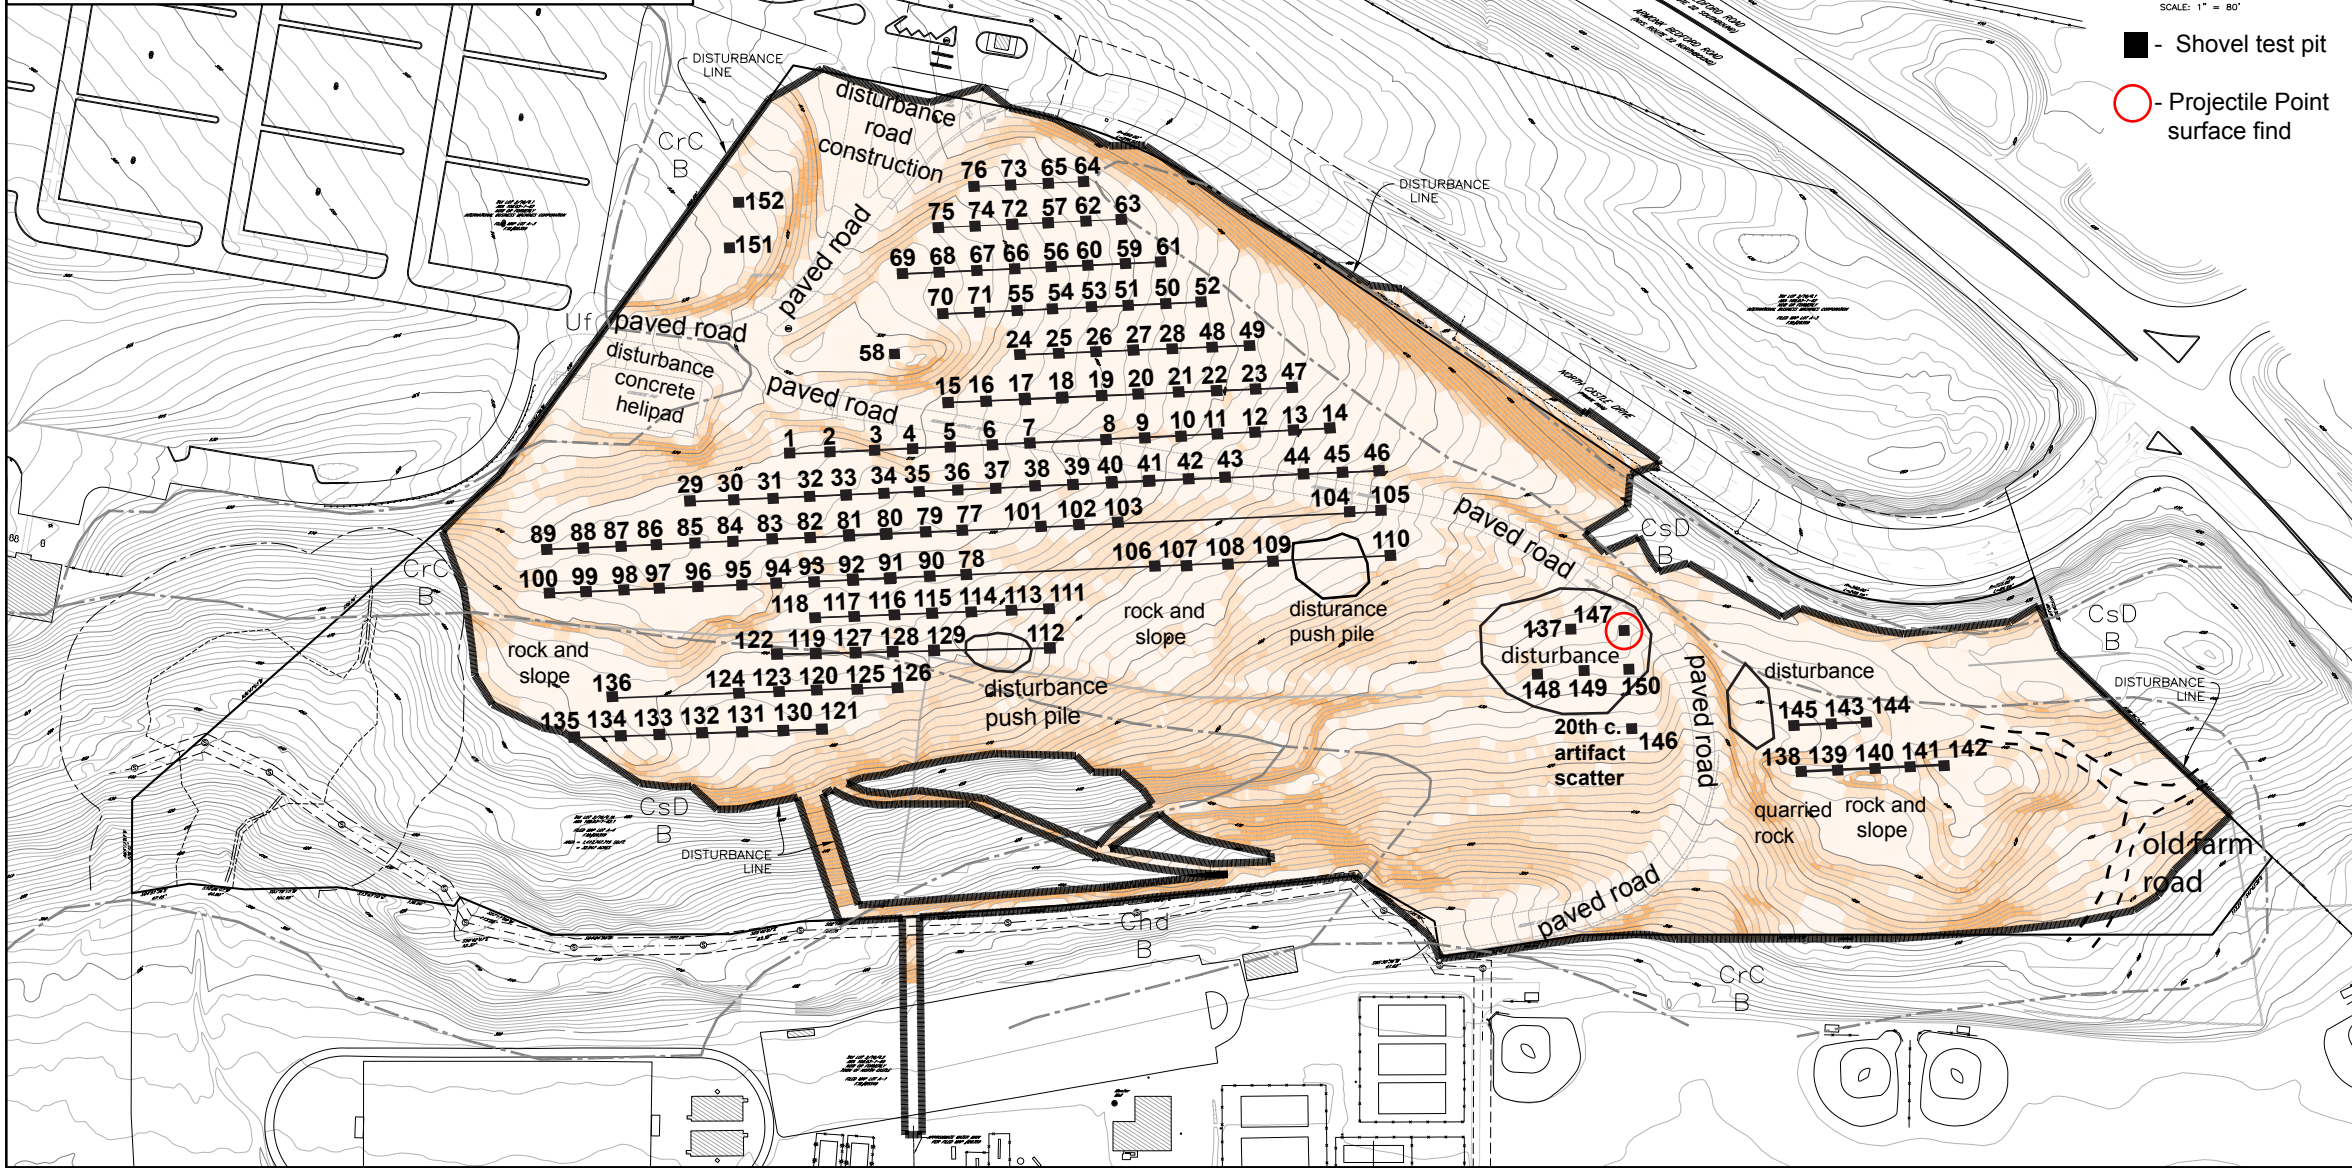 SCALE: 1" = 80'
- Shovel test pit
- Projectile Point
surface find
DISTURBANCE
LINE
CrC
B
disturbance
road
construction
76 73 65 64
152
75 74 72 57 62 63
151
paved road
69 68 67 66 56 60 59 61
DISTURBANCE
LINE
70 71 55 54 53 51 50 52
Uf
paved road
disturbance
concrete
helipad
58
24 25 26 27 28 48 49
paved road
15 16 17 18 19 20 21 22 23 47
NORTH CASTLE DRIVE
1 2 3 4 5 6 7 8 9 10 11 12 13 14
29 30 31 32 33 34 35 36 37 38 39 40 41 42 43 44 45 46
89 88 87 86 85 84 83 82 81 80 79 77 101 102 103 104 105
paved road
CsD
B
CrC
B
100 99 98 97 96 95 94 93 92 91 90 78 106 107 108 109 110
118 117 116 115 114 113 111
rock and
slope
disturance
push pile
137 147
disturbance
148 149 150
CsD
B
122 119 127 128 129 112
rock and
slope
136 124 123 120 125 126
disturbance
push pile
135 134 133 132 131 130 121
paved road
disturbance
DISTURBANCE
LINE
145 143 144
20th c.
artifact
scatter
146
138 139 140 141 142
quarried
rock
rock and
slope
old farm
road
CsD
B
DISTURBANCE
LINE
paved road
Chd
B
CrC
B